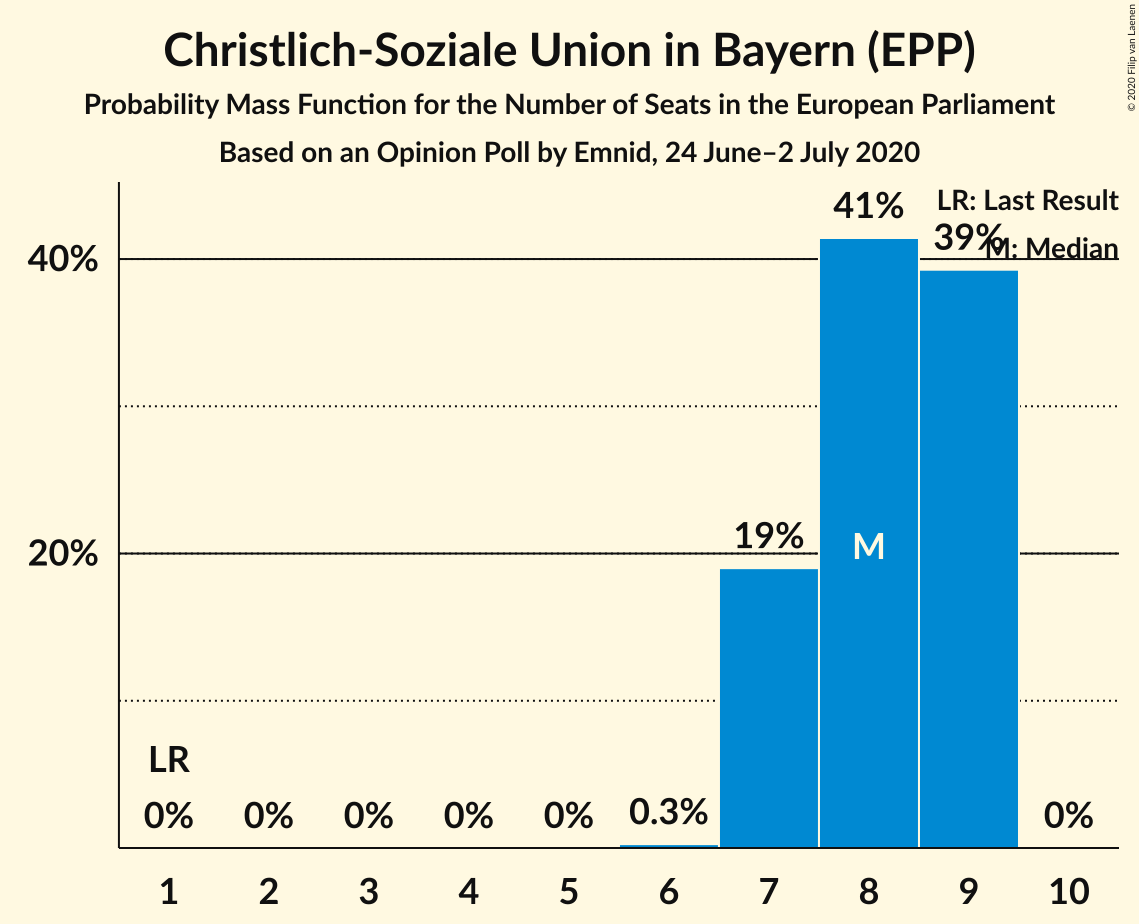 Christlich-Soziale Union in Bayern (EPP)
Probability Mass Function for the Number of Seats in the European Parliament
Based on an Opinion Poll by Emnid, 24 June–2 July 2020
© 2020 Filip van Laenen
LR: Last Result
M: Median
41%
39%
40%
19%
20%
M
LR
0%
0%
0%
0%
0%
0.3%
0%
1 2 3 4 5 6 7 8 9 10